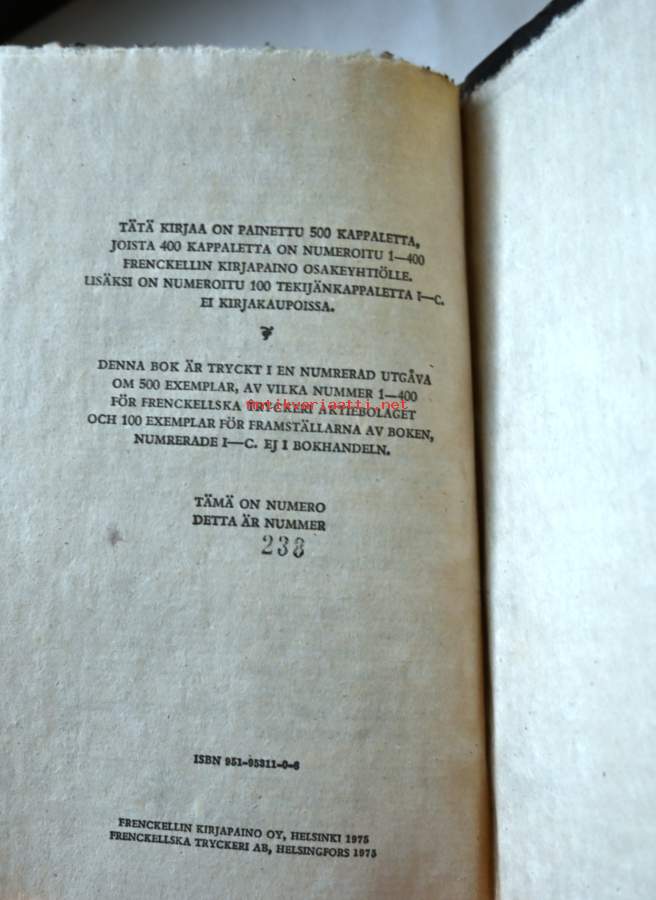 TÄTÄ KIRJAA ON PAINETTU 500 KAPPALETTA,
JOISTA 400 KAPPALETTA ON NUMEROITU 1—400
FRENCKELLIN KIRJAPAINO OSAKEYHTIÖLLE.
LISÄKSI ON NUMEROITU 100 TEKIJÄNKAPPALETTA I—C.
EI KIRJAKAUPOISSA.
DENNA BOK ÄR TRYCKT I EN NUMRERAD UTGÅVA
OM 500 EXEMPLAR, AV VILKA NUMMER 1—400
antikvariaatti.net
FÖR FRENCKELLSKA TRYCKERI AKTIEBOLAGET
OCH 100 EXEMPLAR FÖR FRAMSTÄLLARNA AV BOKEN,
NUMRERADE I—C. EJ I BOKHANDELN.
TÄMÄ ON NUMERO
DETTA ÄR NUMMER
238
ISBN 951-95311-0-6
FRENCKELLIN KIRJAPAINO OY, HELSINKI 1975
FRENCKELLSKA TRYCKERI AB, HELSINGFORS 1975